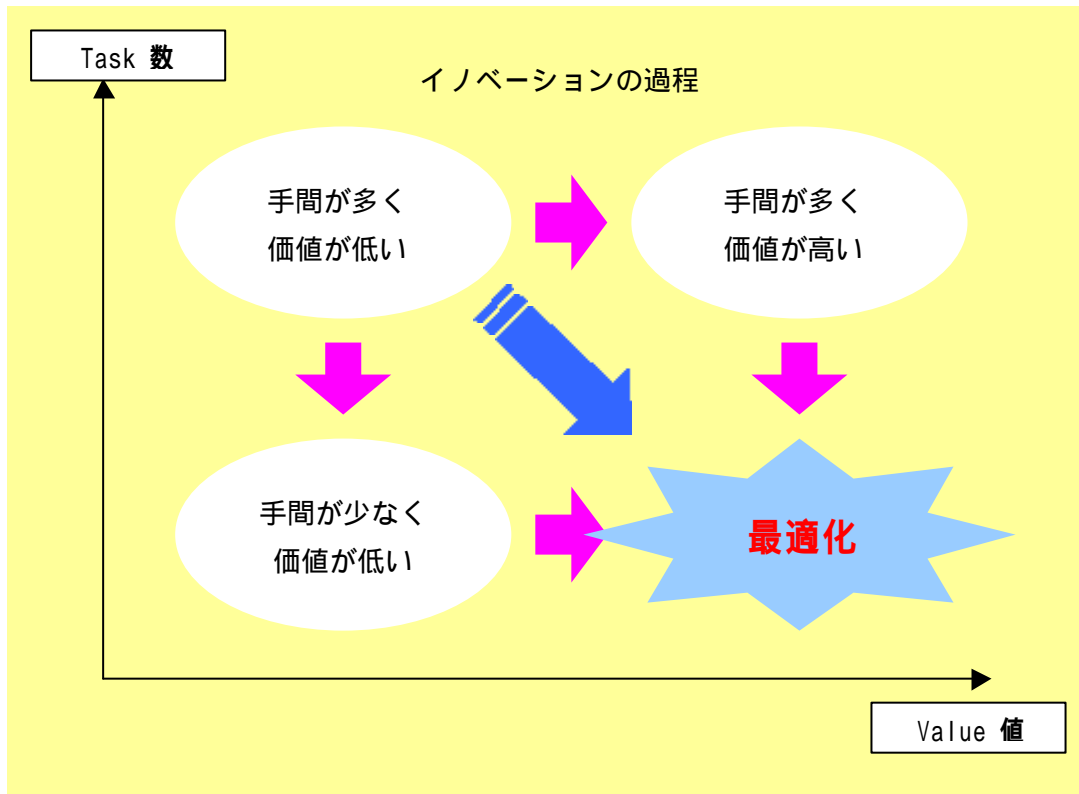 Task 数
イノベーションの過程
手間が多く
価値が低い
手間が多く
価値が高い
手間が少なく
価値が低い
最適化
Value 値